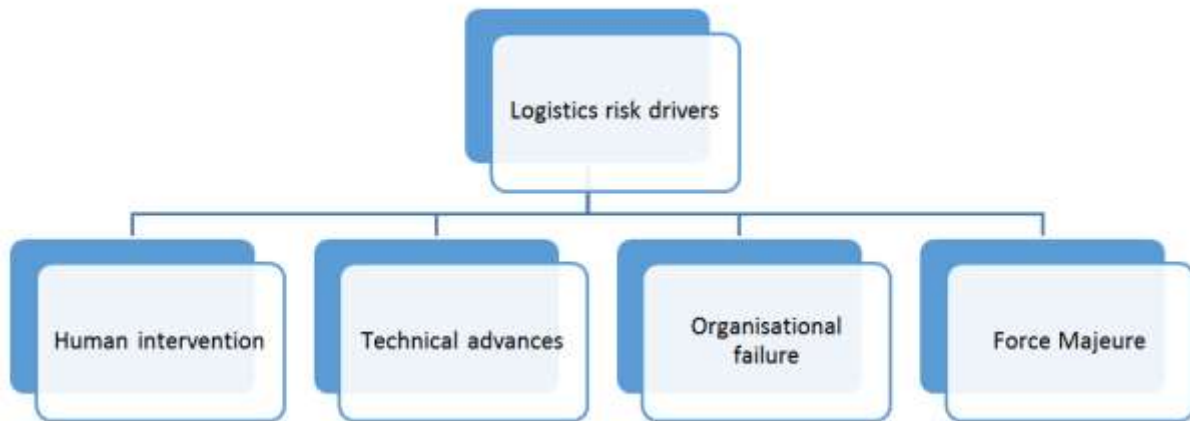 Logistics risk drivers
Human intervention
Technical advances
Organisational
failure
Force Majeure